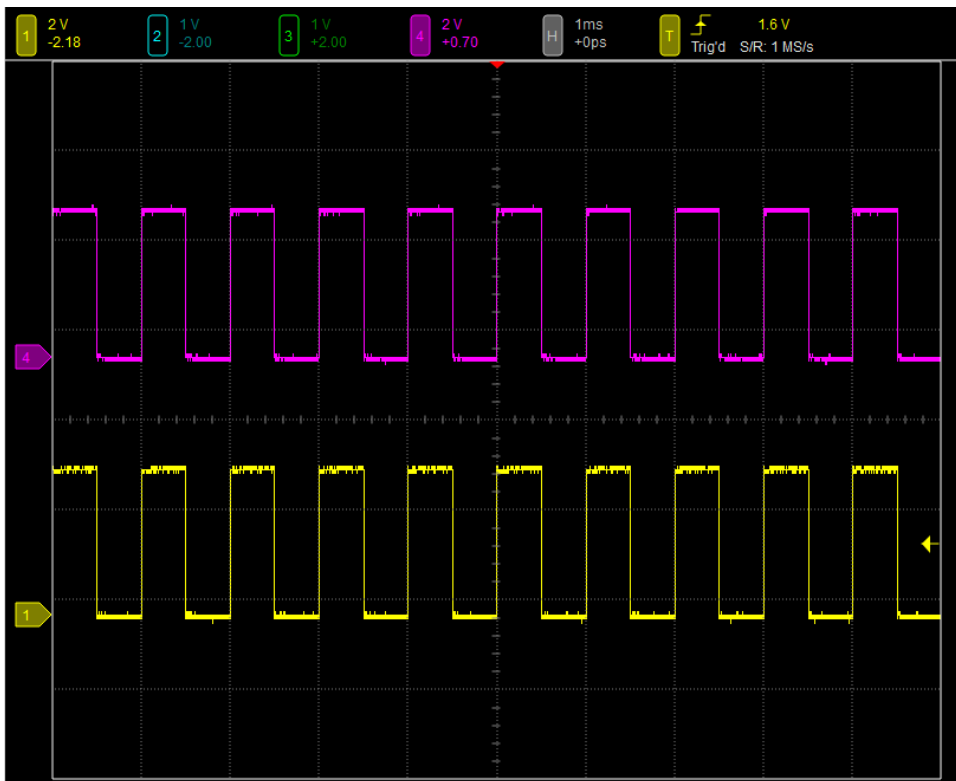 1 2 V
-2.18
2 1 V
-2.00
3 1 V
+2.00
4 2 V
+0.70
H 1ms
+0ps
T 1.6 V
Trig'd S/R: 1 MS/s
4
1